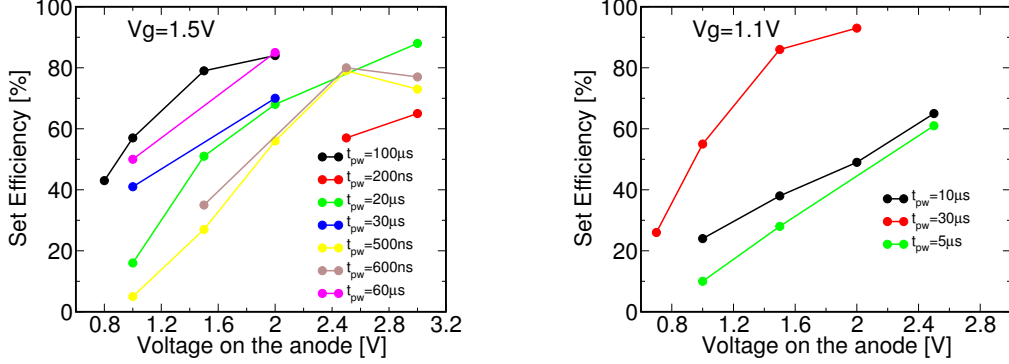 Vg=1.5V
Set Efficiency [%]
100
80
60
40
20
0
t_pw=100μs
t_pw=200ns
t_pw=20μs
t_pw=30μs
t_pw=500ns
t_pw=600ns
t_pw=60μs
0.8 1.2 1.6 2 2.4 2.8 3.2
Voltage on the anode [V]
Vg=1.1V
Set Efficiency [%]
100
80
60
40
20
0
t_pw=10μs
t_pw=30μs
t_pw=5μs
0.8 1.2 1.6 2 2.4 2.8
Voltage on the anode [V]